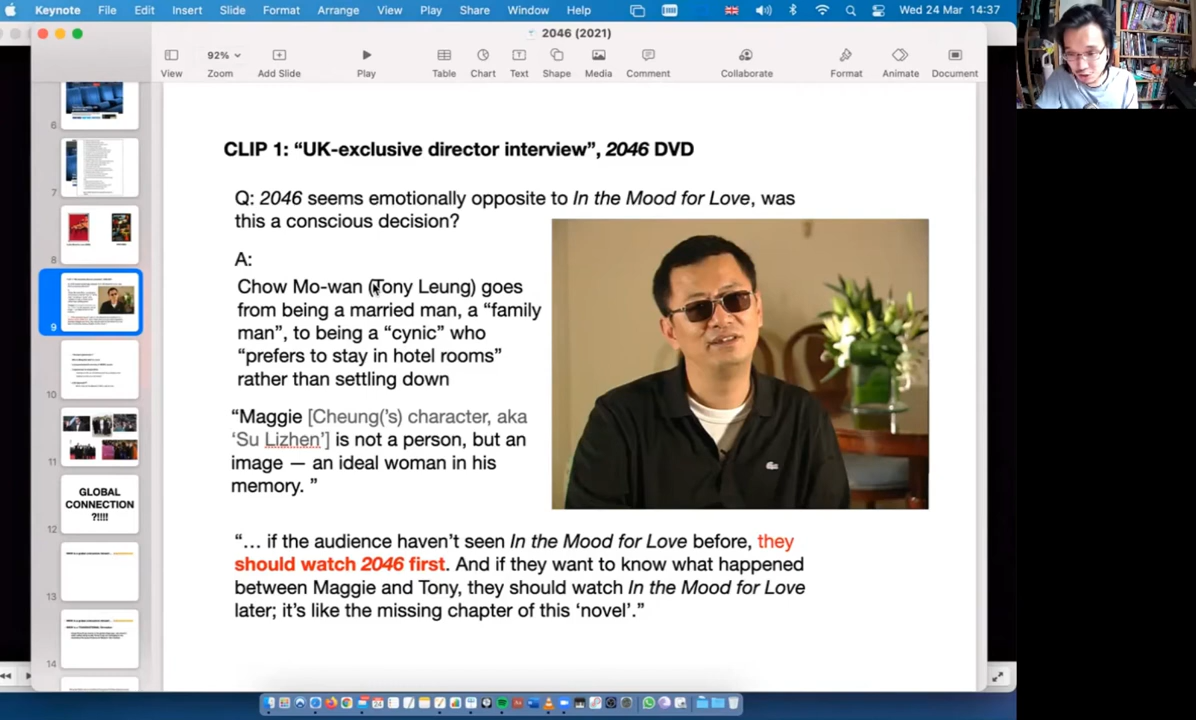 Keynote File Edit Insert Slide Format Arrange View Play Share Window Help Wed 24 Mar 14:37
2046 (2021)
92%
View Zoom Add Slide Play Table Chart Text Shape Media Comment Collaborate Format Animate Document
6
7
8
9
10
11
12
13
14
GLOBAL
CONNECTION
?!!!!
CLIP 1: “UK-exclusive director interview”, 2046 DVD
Q: 2046 seems emotionally opposite to In the Mood for Love, was
this a conscious decision?
A:
Chow Mo-wan (Tony Leung) goes
from being a married man, a “family
man”, to being a “cynic” who
“prefers to stay in hotel rooms”
rather than settling down
“Maggie [Cheung(’s) character, aka
‘Su Lizhen’] is not a person, but an
image — an ideal woman in his
memory. ”
“… if the audience haven’t seen In the Mood for Love before, they
should watch 2046 first. And if they want to know what happened
between Maggie and Tony, they should watch In the Mood for Love
later; it’s like the missing chapter of this ‘novel’.”